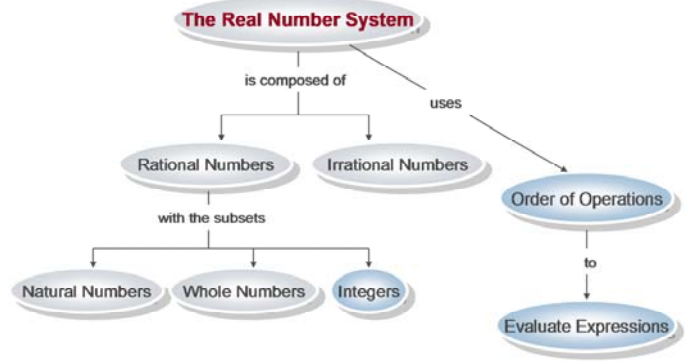 The Real Number System
is composed of
uses
Rational Numbers
Irrational Numbers
Order of Operations
with the subsets
to
Natural Numbers
Whole Numbers
Integers
Evaluate Expressions